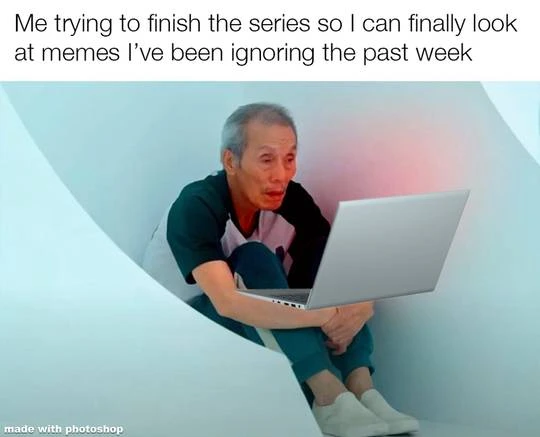 Me trying to finish the series so I can finally look
at memes I've been ignoring the past week
made with photoshop